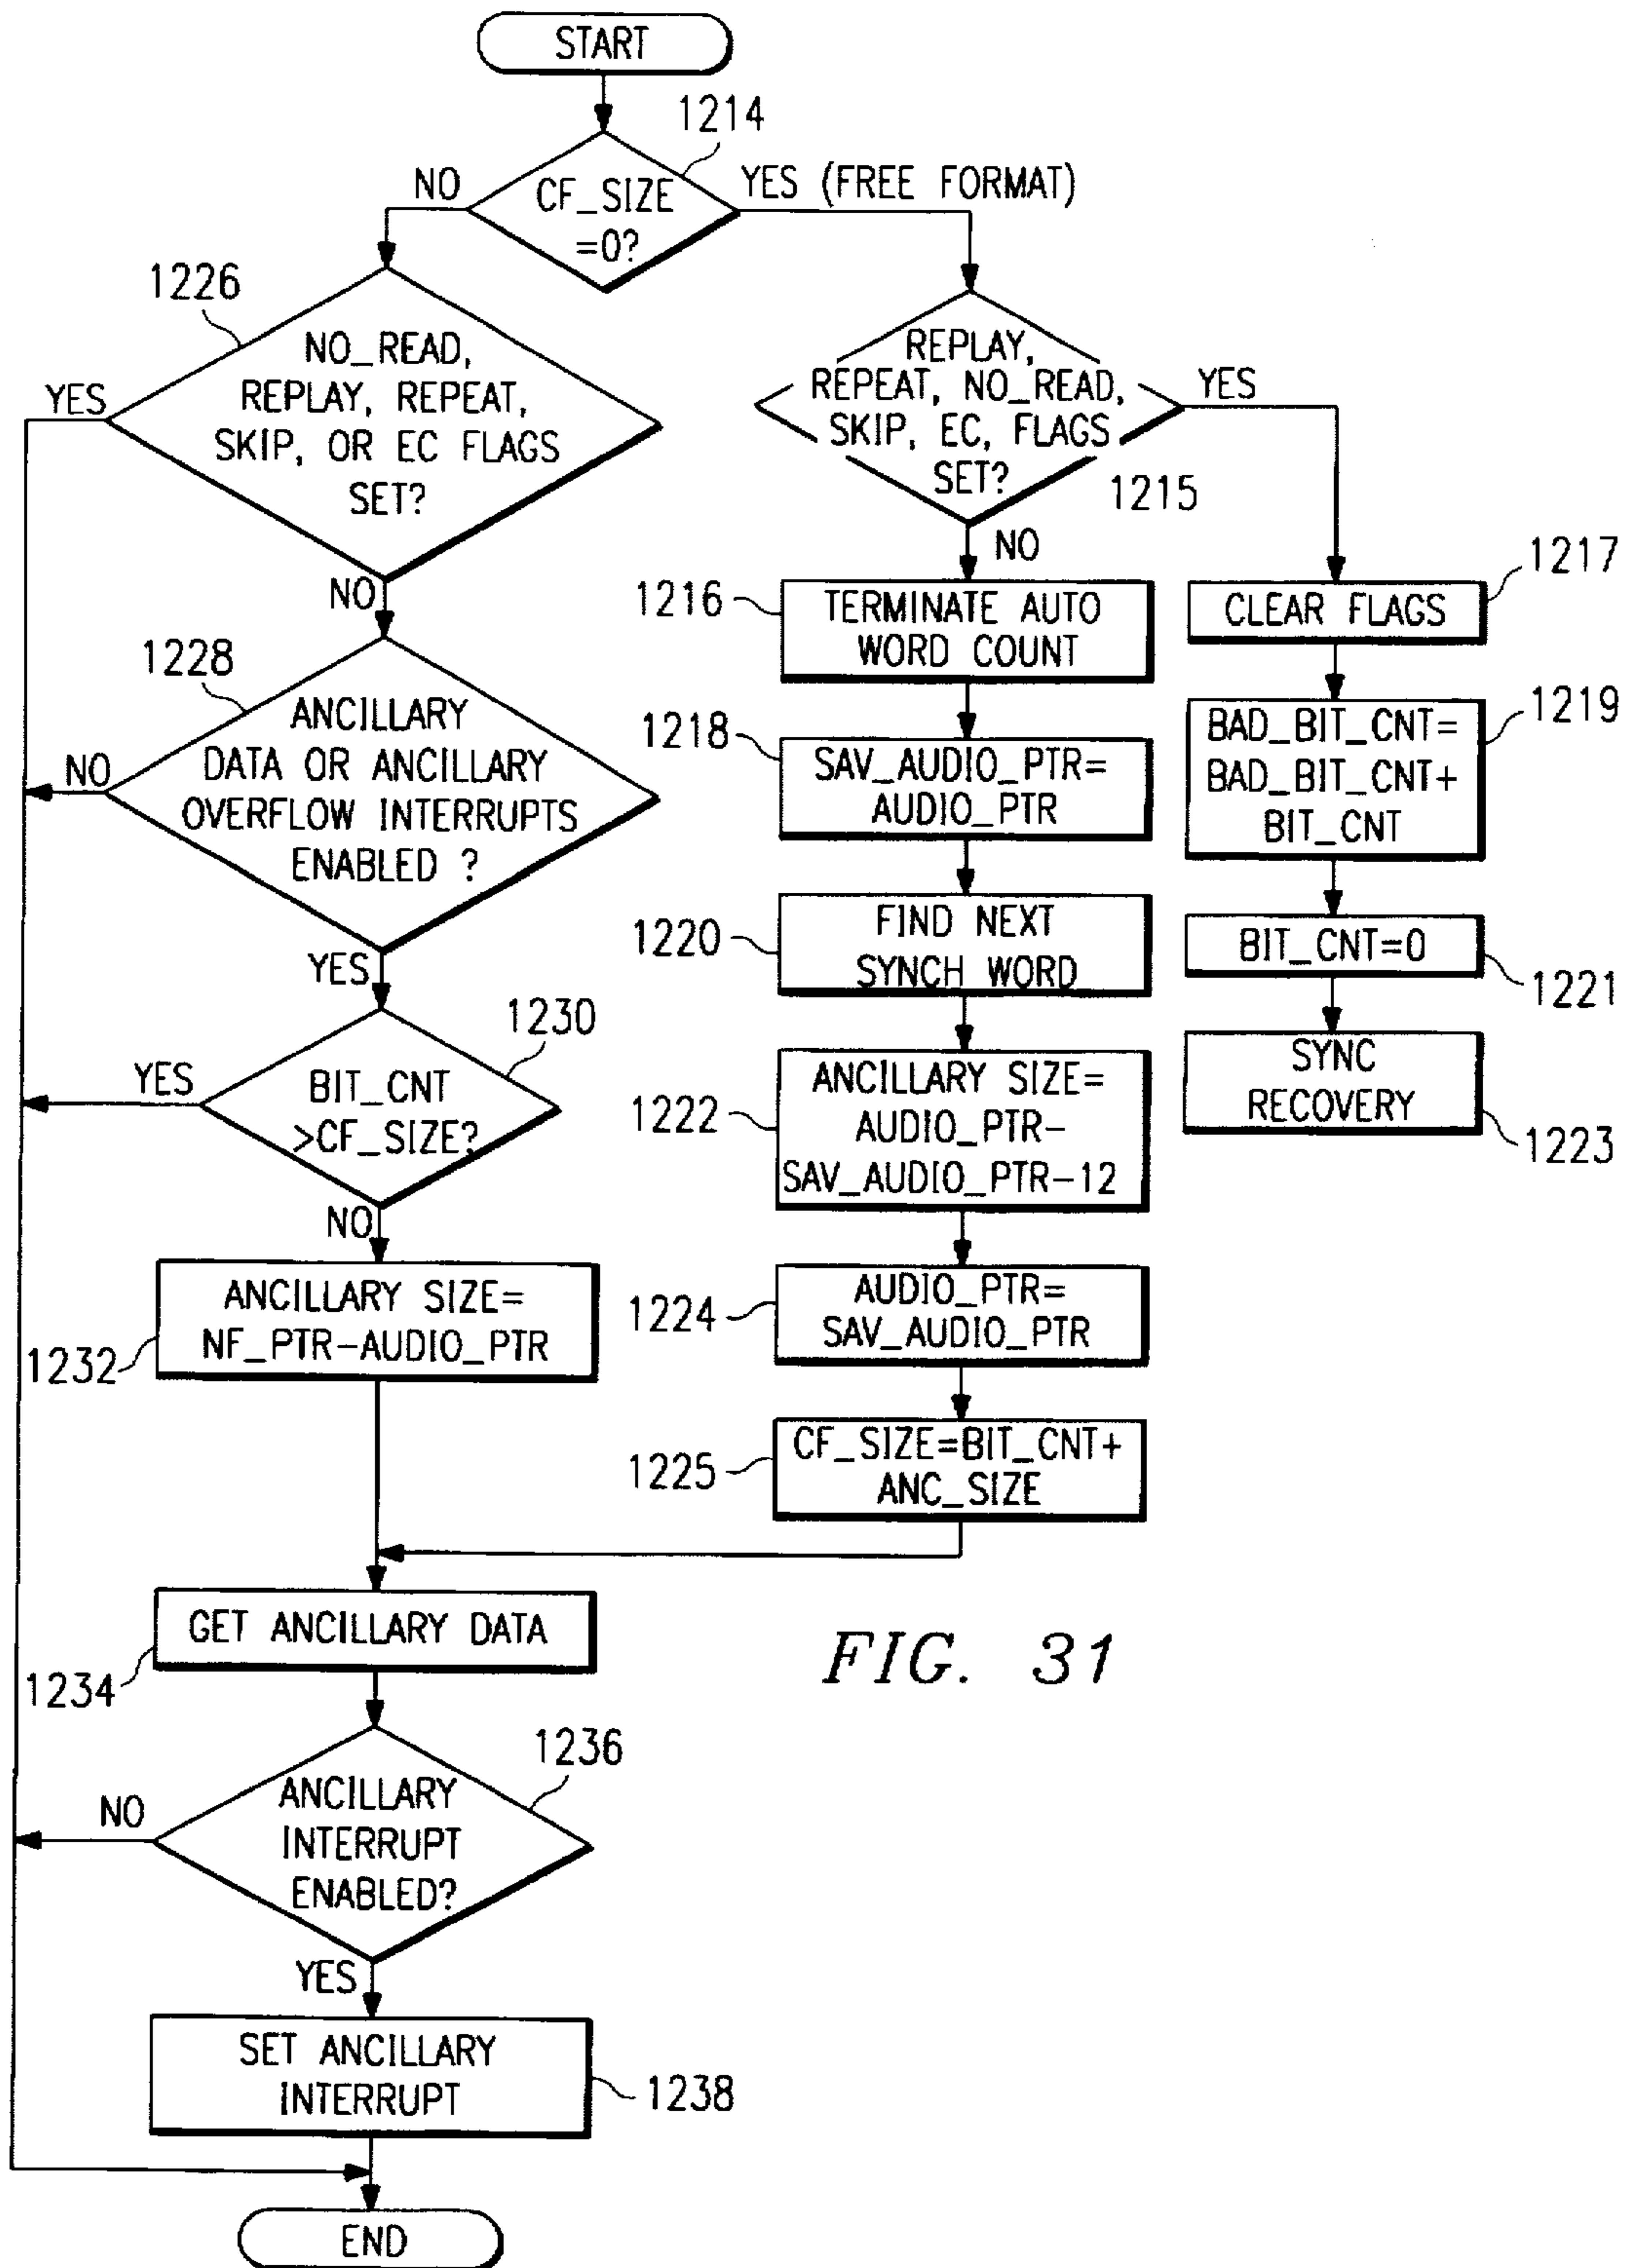 START
1214
NO
CF_SIZE
=0?
YES (FREE FORMAT)
1226
NO_READ,
REPLAY, REPEAT,
SKIP, OR EC FLAGS
SET?
YES
NO
REPLAY,
REPEAT, NO_READ,
SKIP, EC, FLAGS
SET?
YES
1215
NO
1217
CLEAR FLAGS
1216
TERMINATE AUTO
WORD COUNT
1228
ANCILLARY
DATA OR ANCILLARY
OVERFLOW INTERRUPTS
ENABLED ?
NO
YES
1218
SAV_AUDIO_PTR=
AUDIO_PTR
1219
BAD_BIT_CNT=
BAD_BIT_CNT+
BIT_CNT
1220
FIND NEXT
SYNCH WORD
BIT_CNT=0
1221
1230
BIT_CNT
>CF_SIZE?
YES
NO
1222
ANCILLARY SIZE=
AUDIO_PTR-
SAV_AUDIO_PTR-12
SYNC
RECOVERY
1223
ANCILLARY SIZE=
NF_PTR-AUDIO_PTR
1232
1224
AUDIO_PTR=
SAV_AUDIO_PTR
1225
CF_SIZE=BIT_CNT+
ANC_SIZE
GET ANCILLARY DATA
1234
FIG. 31
1236
ANCILLARY
INTERRUPT
ENABLED?
NO
YES
SET ANCILLARY
INTERRUPT
1238
END